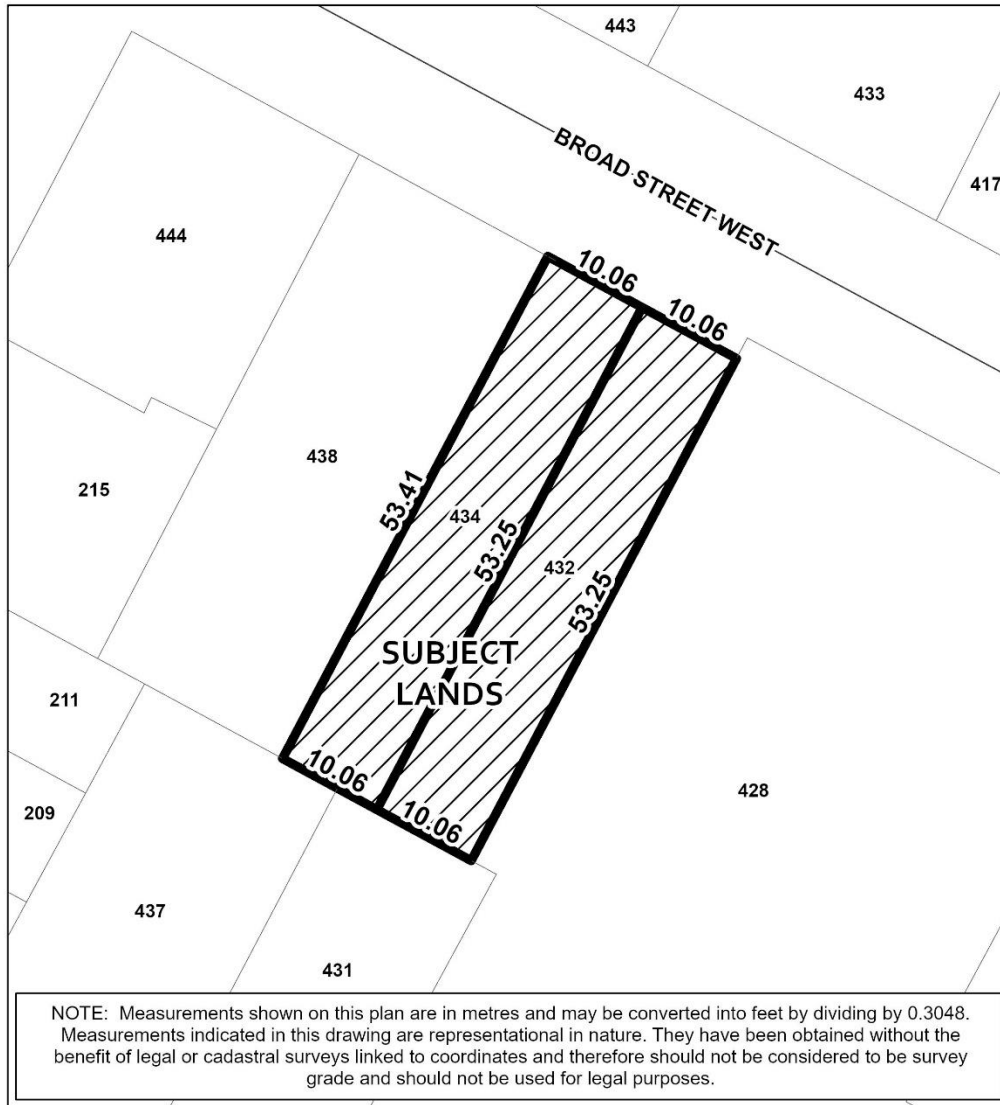 443
433
417
BROAD STREET WEST
444
10.06
10.06
438
53.41
215
434
53.25
432
53.25
SUBJECT
LANDS
211
10.06
10.06
428
209
437
431
NOTE: Measurements shown on this plan are in metres and may be converted into feet by dividing by 0.3048.
Measurements indicated in this drawing are representational in nature. They have been obtained without the
benefit of legal or cadastral surveys linked to coordinates and therefore should not be considered to be survey
grade and should not be used for legal purposes.